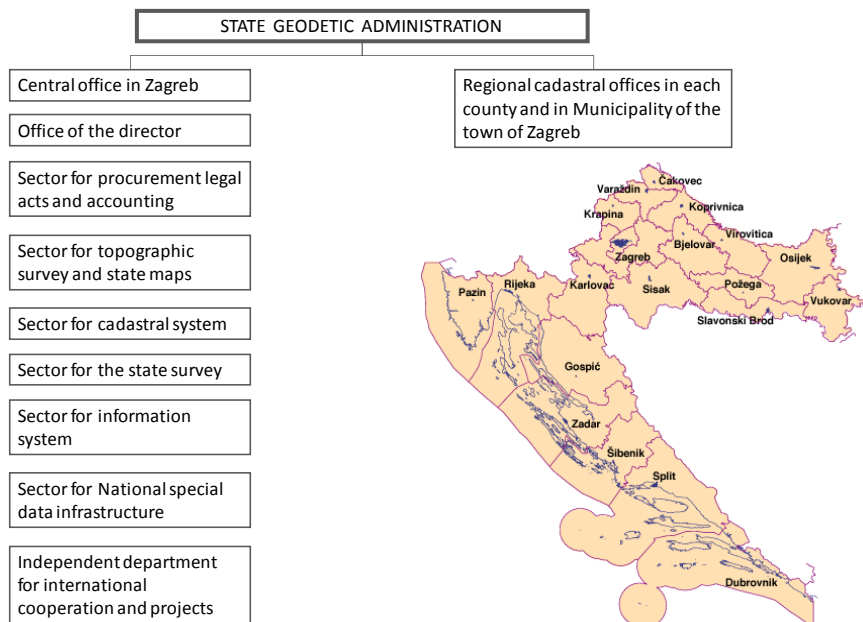 STATE GEODETIC ADMINISTRATION
Central office in Zagreb
Office of the director
Sector for procurement legal
acts and accounting
Sector for topographic
survey and state maps
Sector for cadastral system
Sector for the state survey
Sector for information
system
Sector for National special
data infrastructure
Independent department
for international
cooperation and projects
Regional cadastral offices in each
county and in Municipality of the
town of Zagreb
Čakovec
Varaždin
Koprivnica
Krapina
Virovitica
Bjelovar
Zagreb
Osijek
Rijeka
Pazin
Karlovac
Sisak
Požega
Vukovar
Slavonski Brod
Gospić
Zadar
Šibenik
Split
Dubrovnik